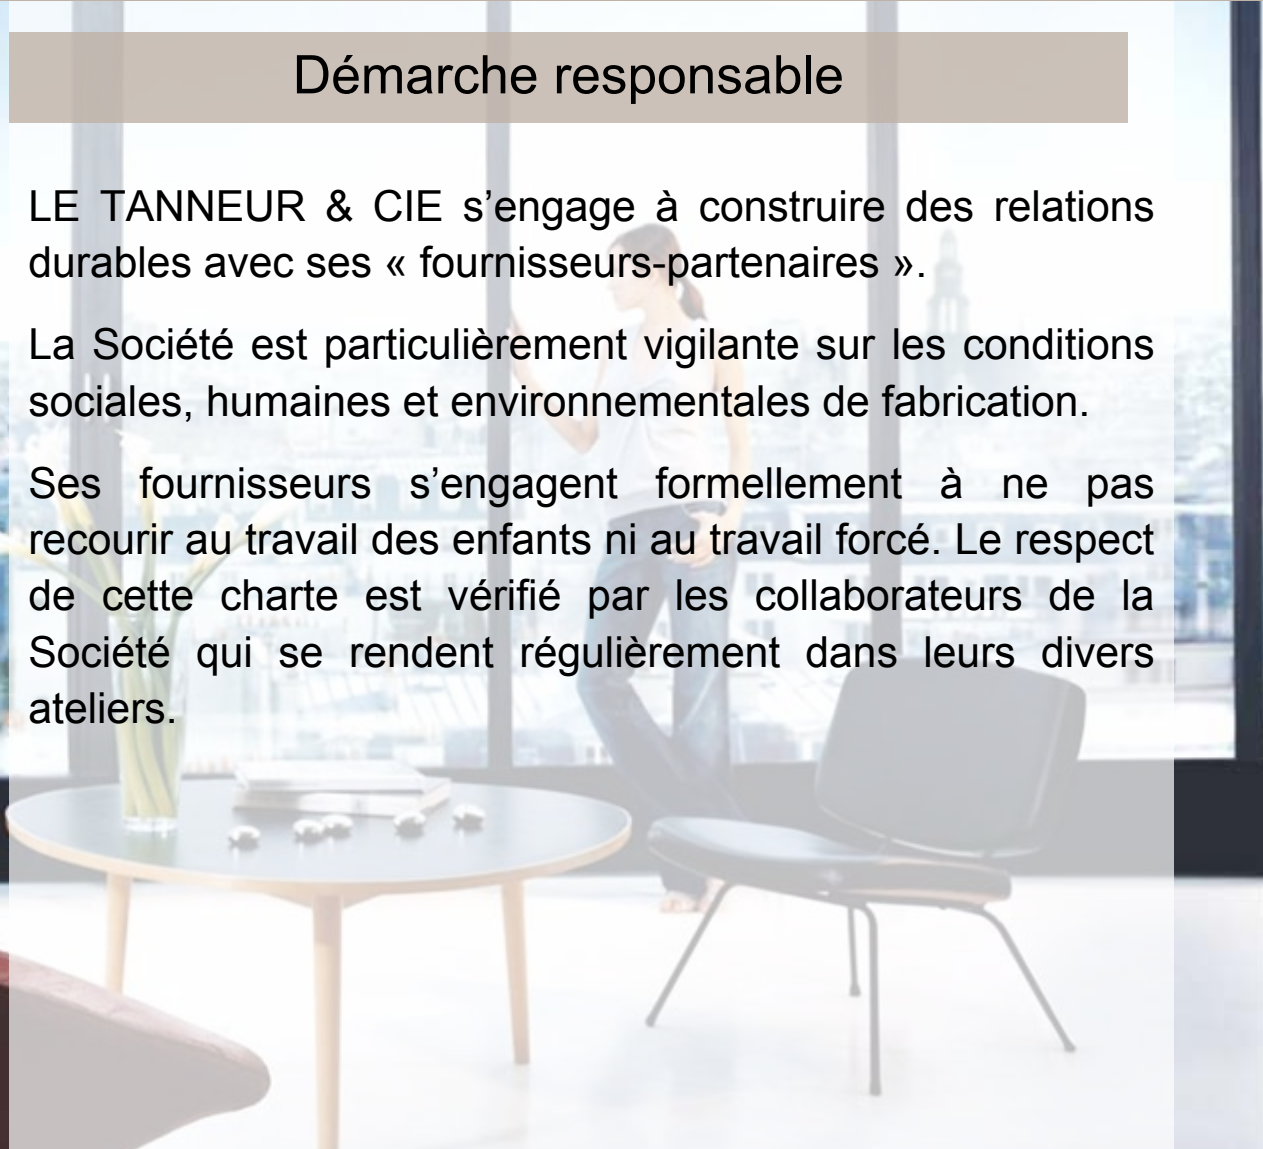 Démarche responsable
LE TANNEUR & CIE s’engage à construire des relations
durables avec ses « fournisseurs-partenaires ».
La Société est particulièrement vigilante sur les conditions
sociales, humaines et environnementales de fabrication.
Ses fournisseurs s’engagent formellement à ne pas
recourir au travail des enfants ni au travail forcé. Le respect
de cette charte est vérifié par les collaborateurs de la
Société qui se rendent régulièrement dans leurs divers
ateliers.